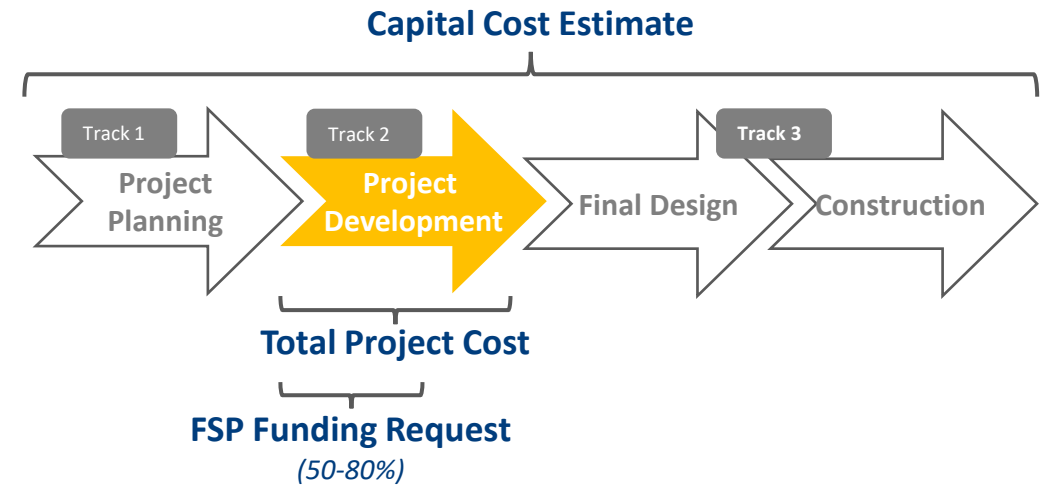 Capital Cost Estimate
Track 1
Track 2
Track 3
Project
Planning
Project
Development
Final Design
Construction
Total Project Cost
FSP Funding Request
(50-80%)